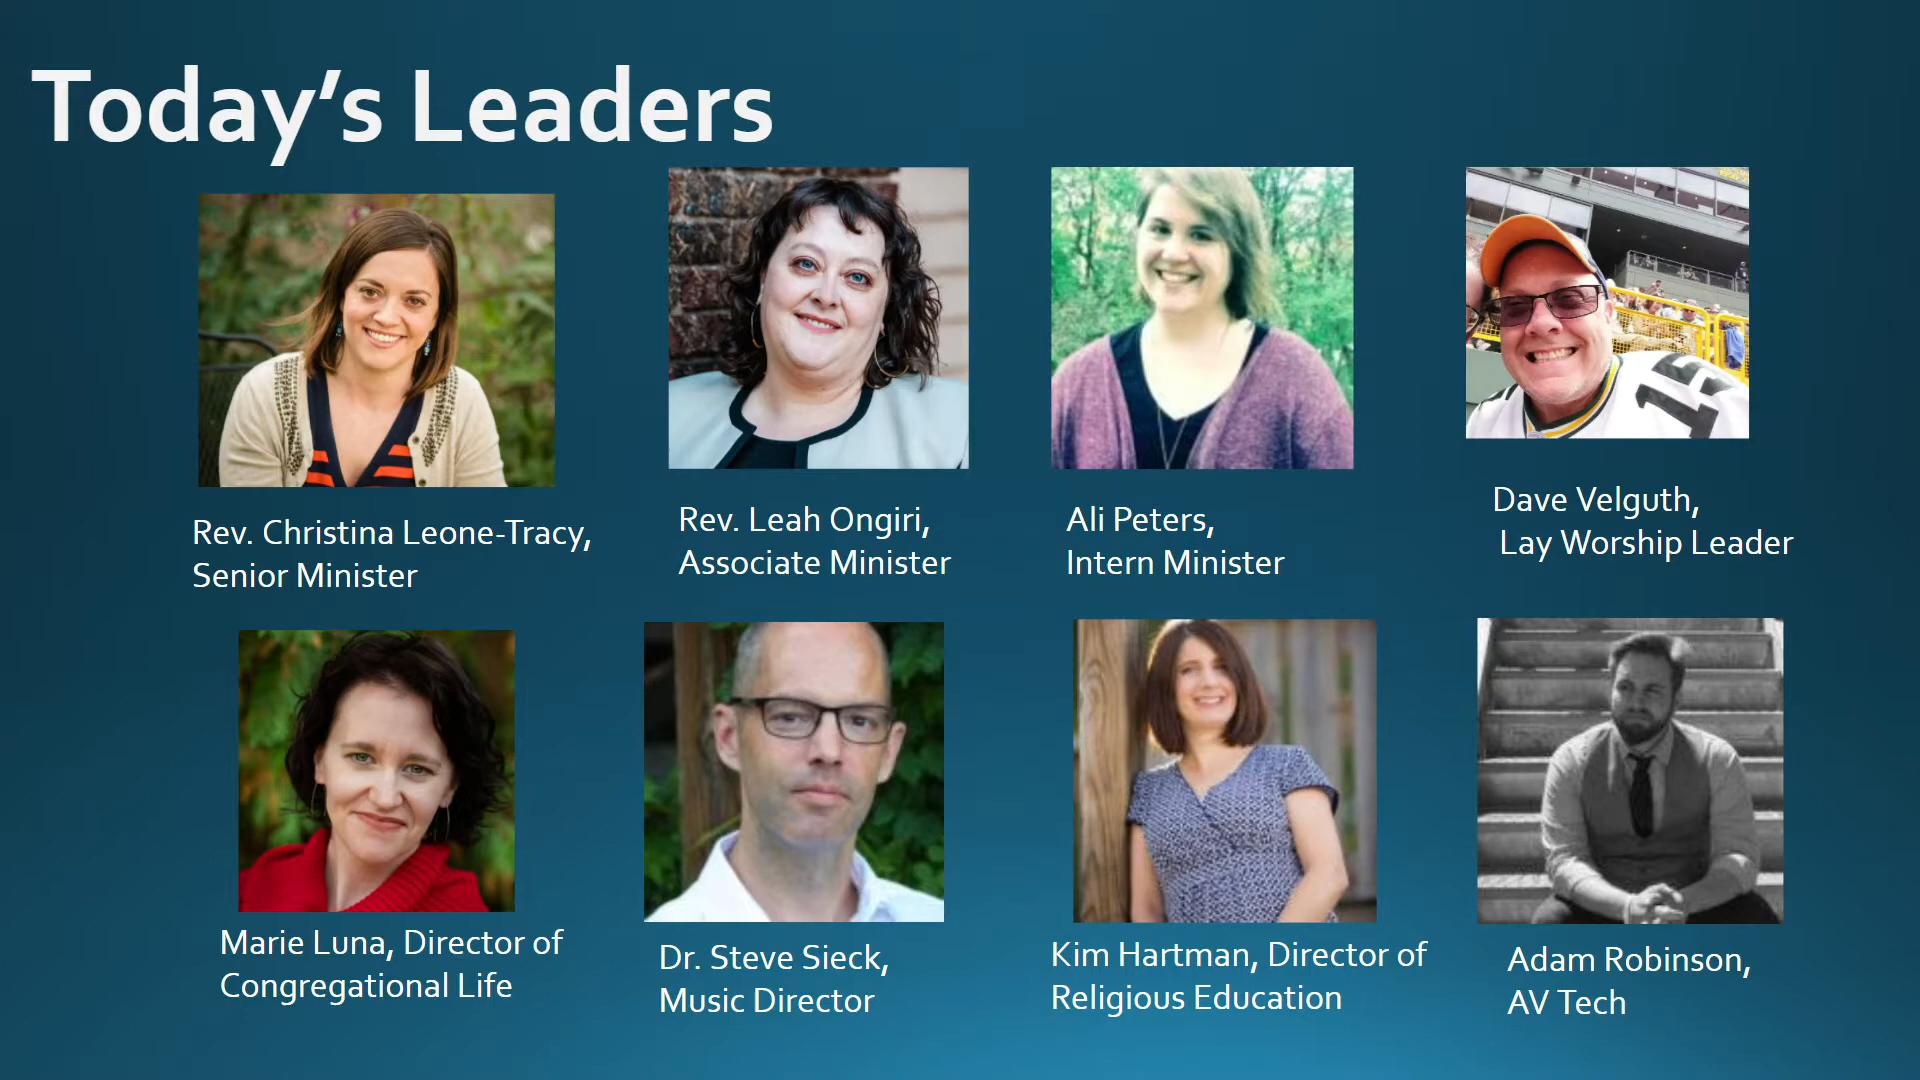 Today’s Leaders
Rev. Christina Leone-Tracy,
Senior Minister
Rev. Leah Ongiri,
Associate Minister
Ali Peters,
Intern Minister
12
Dave Velguth,
Lay Worship Leader
Marie Luna, Director of
Congregational Life
Dr. Steve Sieck,
Music Director
Kim Hartman, Director of
Religious Education
Adam Robinson,
AV Tech